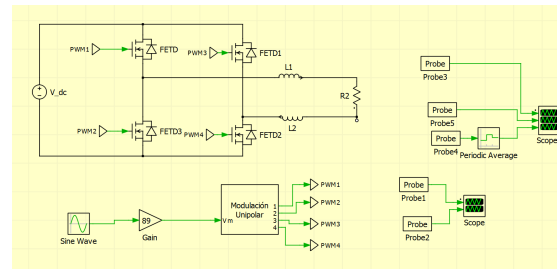 PWM1
FETD
PWM3
FETD1
L1
V_dc
R2
PWM2
FETD3
PWM4
FETD2
L2
Probe
Probe3
Probe
Probe5
Probe
Probe4
Periodic Average
Scope
Sine Wave
89
Gain
Modulación
Unipolar
Vm
1
2
3
4
PWM1
PWM2
PWM3
PWM4
Probe
Probe1
Probe
Probe2
Scope